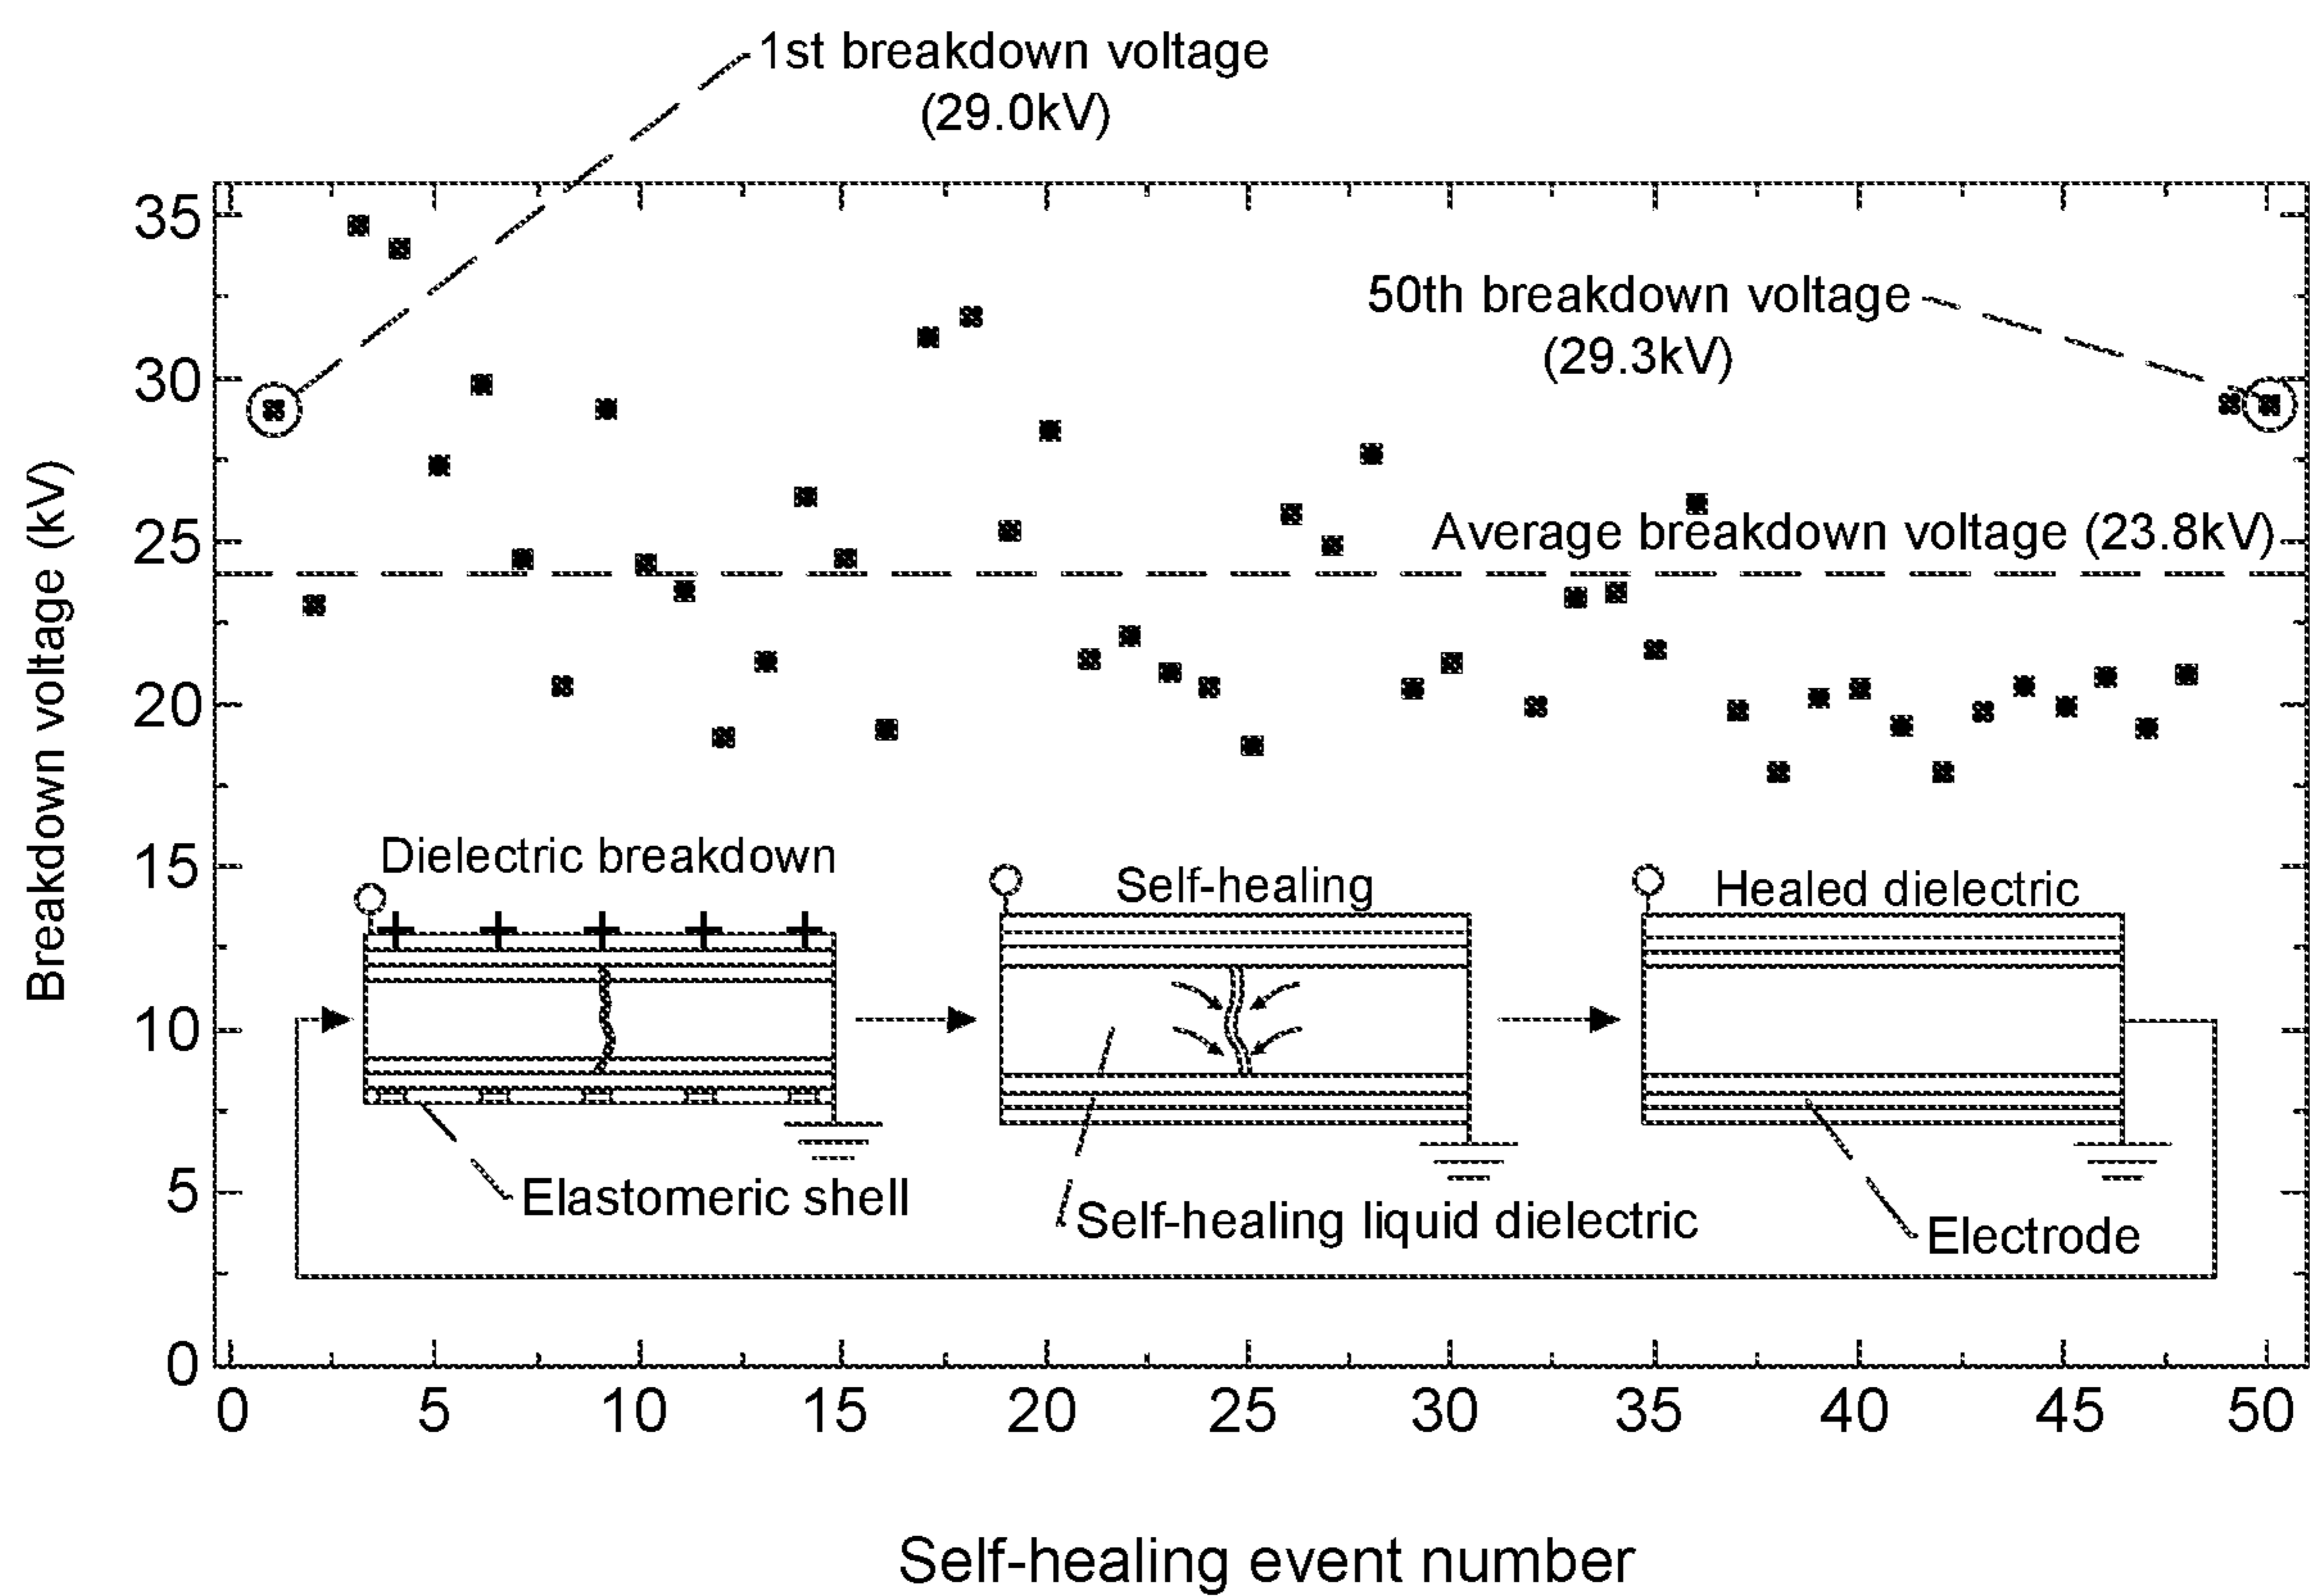 1st breakdown voltage
(29.0kV)
50th breakdown voltage
(29.3kV)
Average breakdown voltage (23.8kV)
Breakdown voltage (kV)
35
30
25
20
15
10
5
0
Dielectric breakdown
Self-healing
Healed dielectric
Elastomeric shell
Self-healing liquid dielectric
Electrode
0 5 10 15 20 25 30 35 40 45 50
Self-healing event number